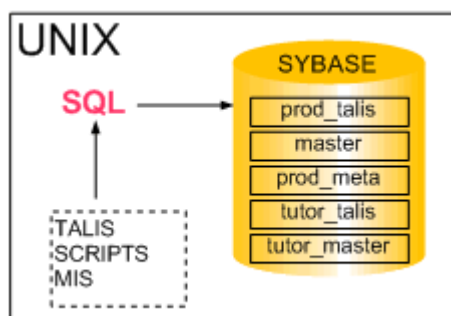 UNIX
SQL
TALIS
SCRIPTS
MIS
SYBASE
prod_talis
master
prod_meta
tutor_talis
tutor_master